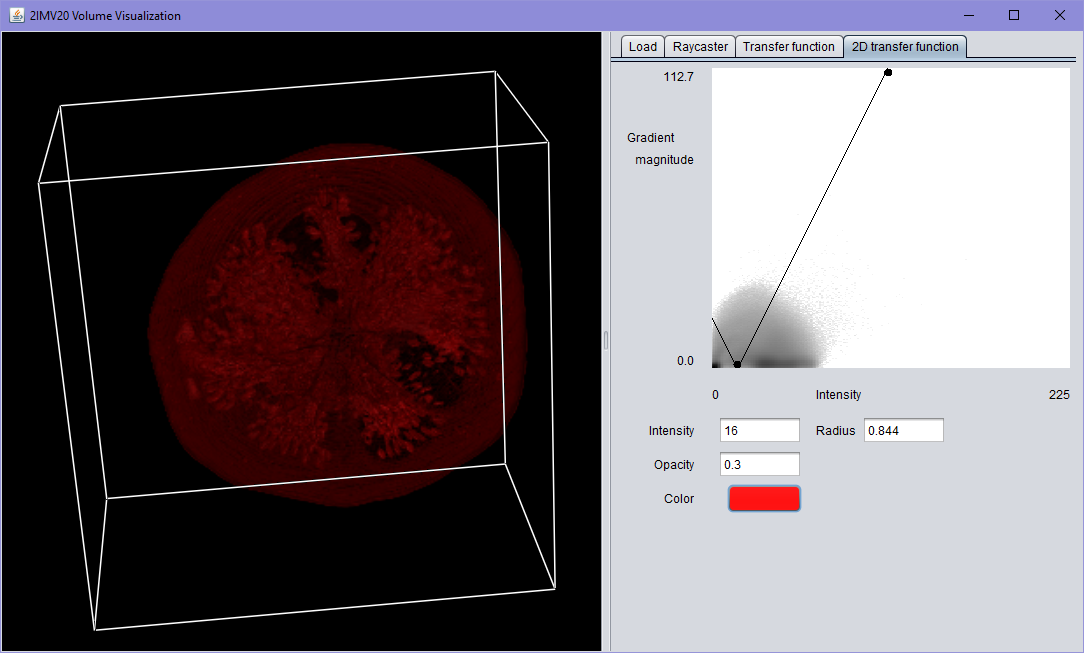 2IMV20 Volume Visualization
Load Raycaster Transfer function 2D transfer function
112.7
Gradient
magnitude
0.0
0 Intensity 225
Intensity 16 Radius 0.844
Opacity 0.3
Color